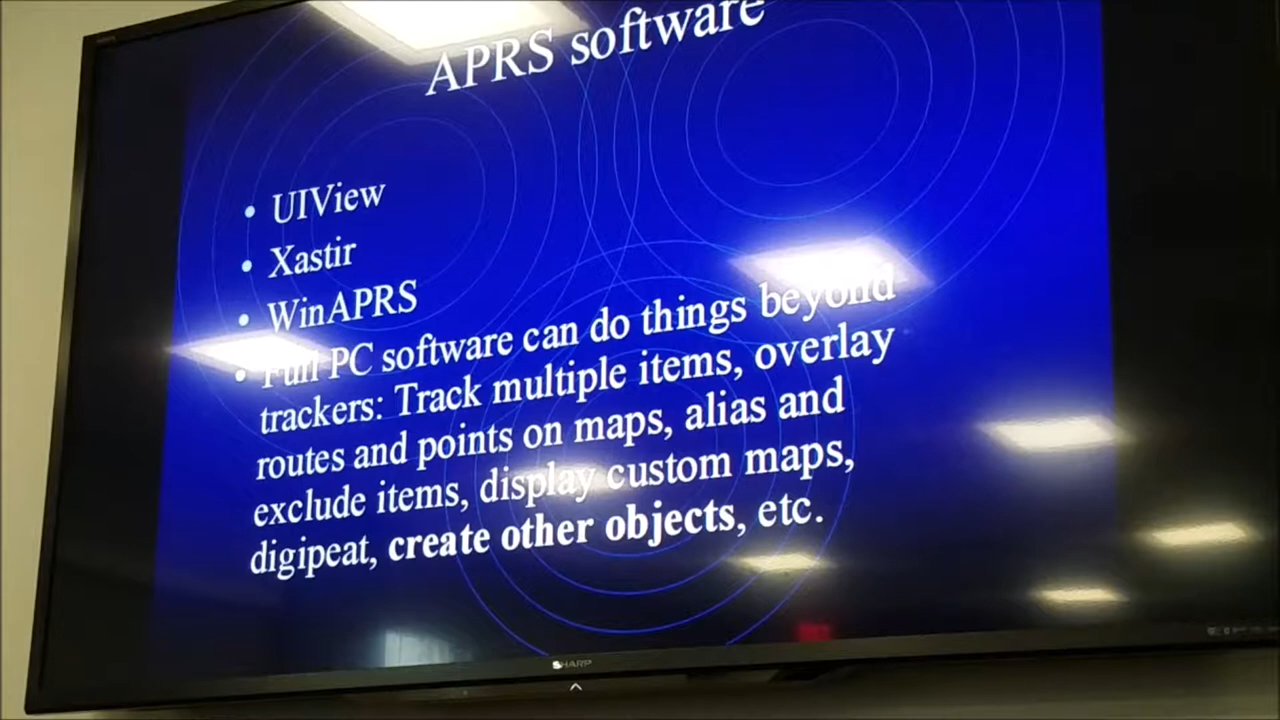 APRS software
• UIView
• Xastir
• WinAPRS
• Full PC software can do things beyond
trackers: Track multiple items, overlay
routes and points on maps, alias and
exclude items, display custom maps,
digipeat, create other objects, etc.
SHARP